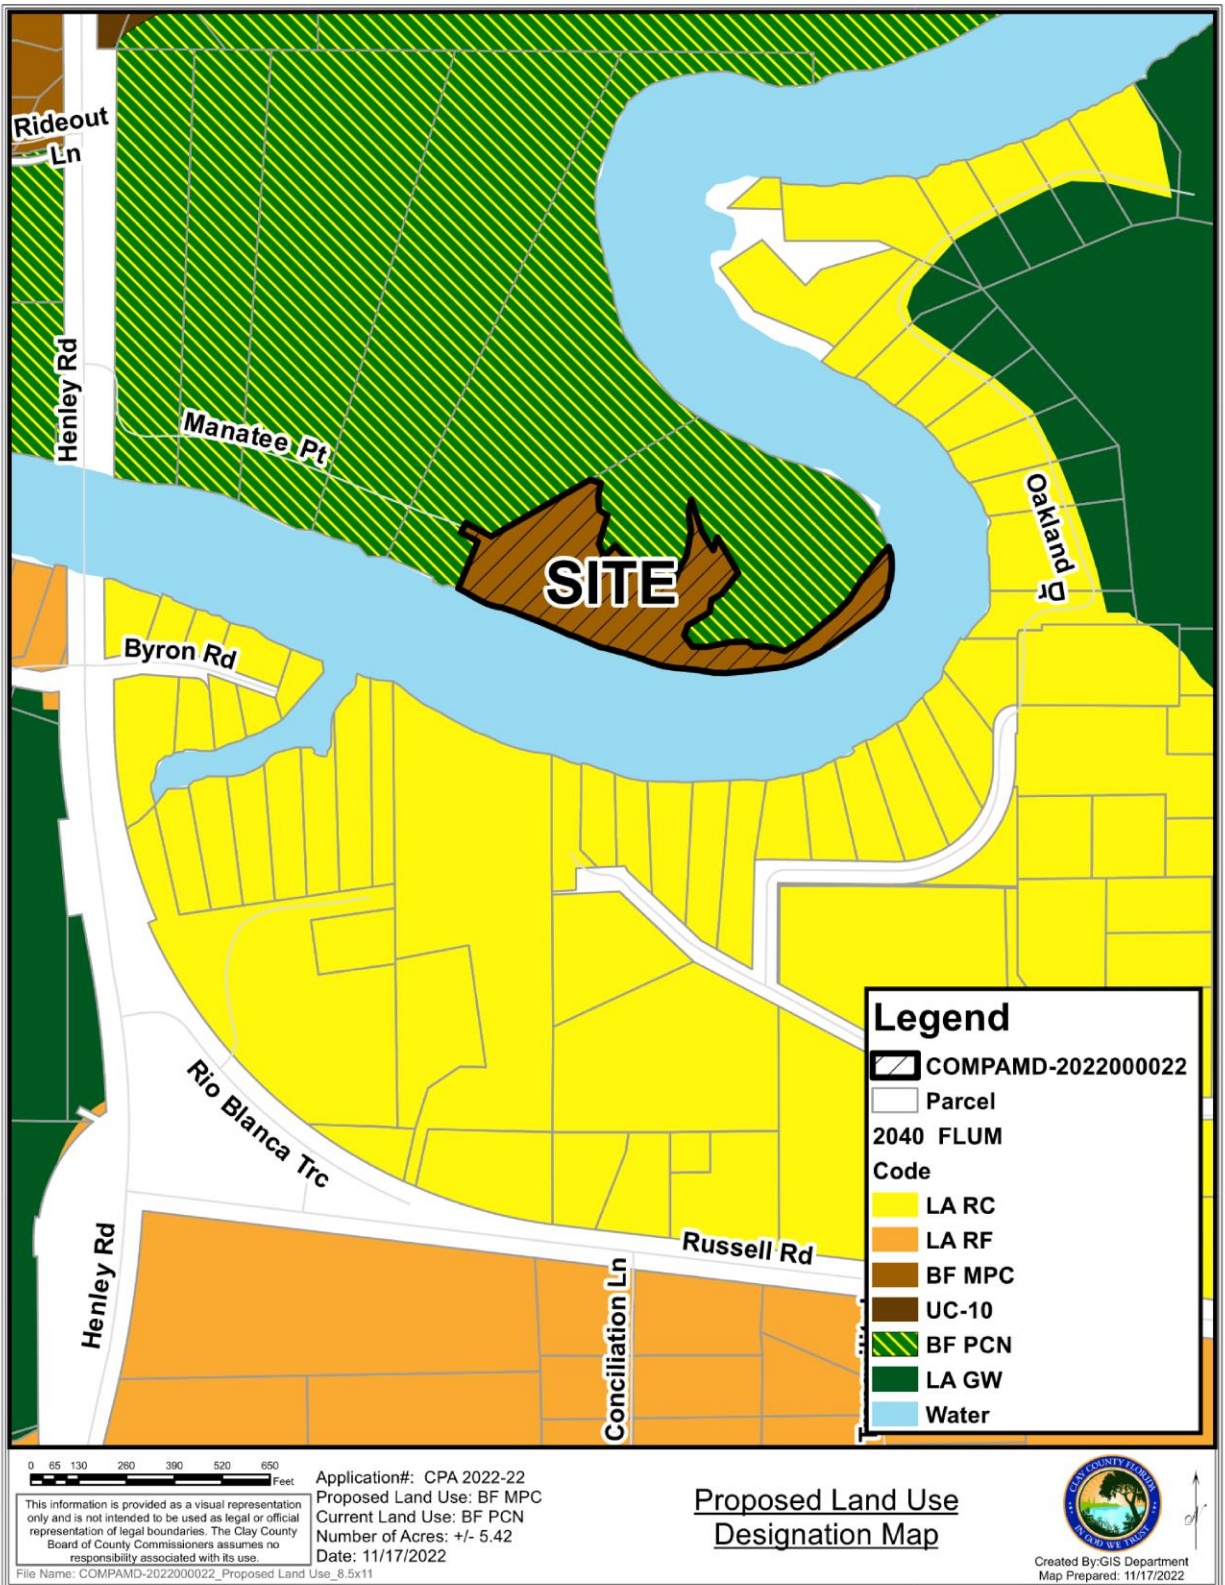 Rideout
Ln
Henley Rd
Manatee Pt
SITE
Oakland
Dr
Byron Rd
Rio Blanca Trc
Henley Rd
Russell Rd
Conciliation Ln
Legend
COMPAMD-2022000022
Parcel
2040 FLUM
Code
LA RC
LA RF
BF MPC
UC-10
BF PCN
LA GW
Water
0 65 130 260 390 520 650
Feet
This information is provided as a visual representation
only and is not intended to be used as legal or official
representation of legal boundaries. The Clay County
Board of County Commissioners assumes no
responsibility associated with its use.
File Name: COMPAMD-2022000022_Proposed Land Use_8.5x11
Application#: CPA 2022-22
Proposed Land Use: BF MPC
Current Land Use: BF PCN
Number of Acres: +/- 5.42
Date: 11/17/2022
Proposed Land Use
Designation Map
CLAY COUNTY FLORIDA
IN GOD WE TRUST
N
Created By:GIS Department
Map Prepared: 11/17/2022